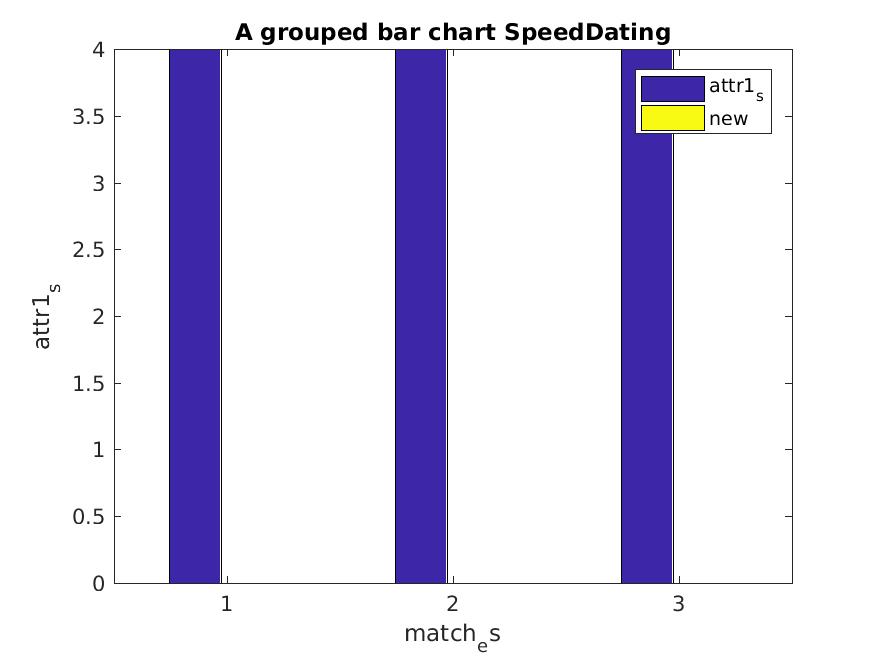 A grouped bar chart SpeedDating
4
3.5
3
2.5
2
1.5
1
0.5
0
attr1s
attr1s
new
1
2
3
matches